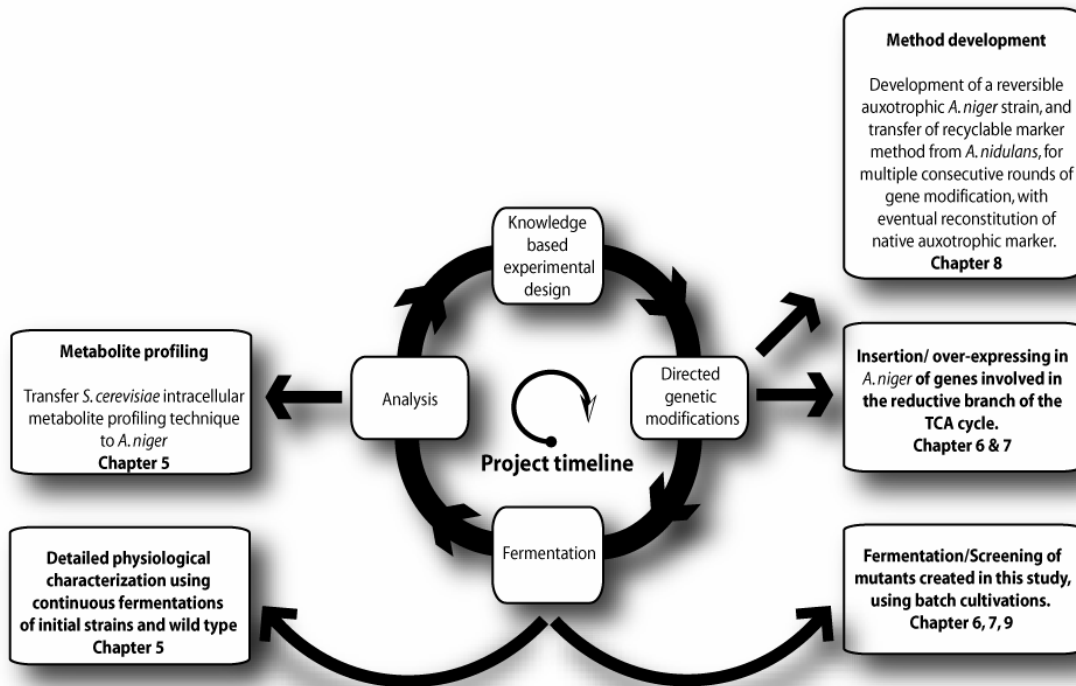 Method development
Development of a reversible
auxotrophic A. niger strain, and
transfer of recyclable marker
method from A. nidulans, for
multiple consecutive rounds of
gene modification, with
eventual reconstitution of
native auxotrophic marker.
Chapter 8
Knowledge
based
experimental
design
Metabolite profiling
Transfer S. cerevisiae intracellular
metabolite profiling technique
to A. niger
Chapter 5
Analysis
Project timeline
Directed
genetic
modifications
Insertion/ over-expressing in
A. niger of genes involved in
the reductive branch of the
TCA cycle.
Chapter 6 & 7
Detailed physiological
characterization using
continuous fermentations
of initial strains and wild type
Chapter 5
Fermentation
Fermentation/Screening of
mutants created in this study,
using batch cultivations.
Chapter 6, 7, 9